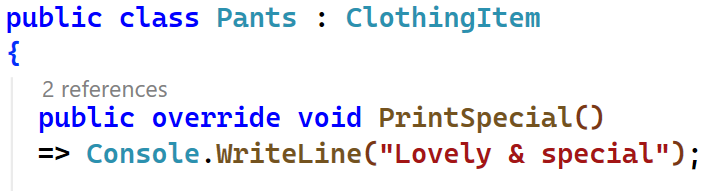 public class Pants : ClothingItem
{
2 references
public override void PrintSpecial()
=> Console.WriteLine("Lovely & special");